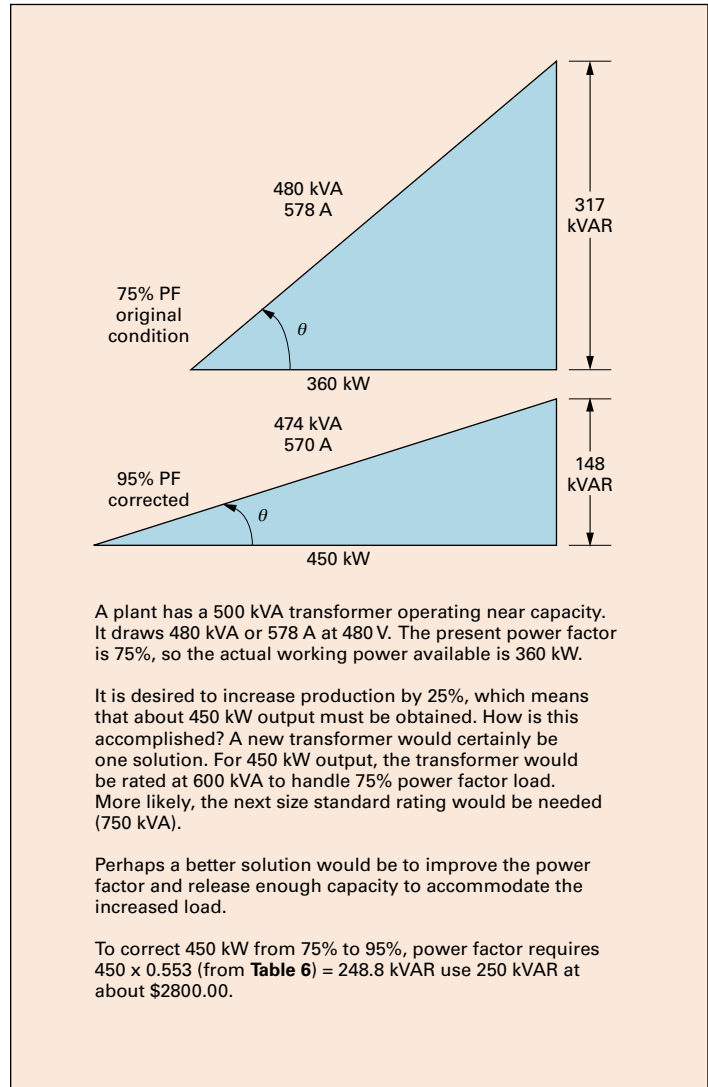 480 kVA
578 A
317
kVAR
75% PF
original
condition
θ
360 kW
474 kVA
570 A
148
kVAR
95% PF
corrected
θ
450 kW
A plant has a 500 kVA transformer operating near capacity.
It draws 480 kVA or 578 A at 480 V. The present power factor
is 75%, so the actual working power available is 360 kW.
It is desired to increase production by 25%, which means
that about 450 kW output must be obtained. How is this
accomplished? A new transformer would certainly be
one solution. For 450 kW output, the transformer would
be rated at 600 kVA to handle 75% power factor load.
More likely, the next size standard rating would be needed
(750 kVA).
Perhaps a better solution would be to improve the power
factor and release enough capacity to accommodate the
increased load.
To correct 450 kW from 75% to 95%, power factor requires
450 x 0.553 (from Table 6) = 248.8 kVAR use 250 kVAR at
about $2800.00.